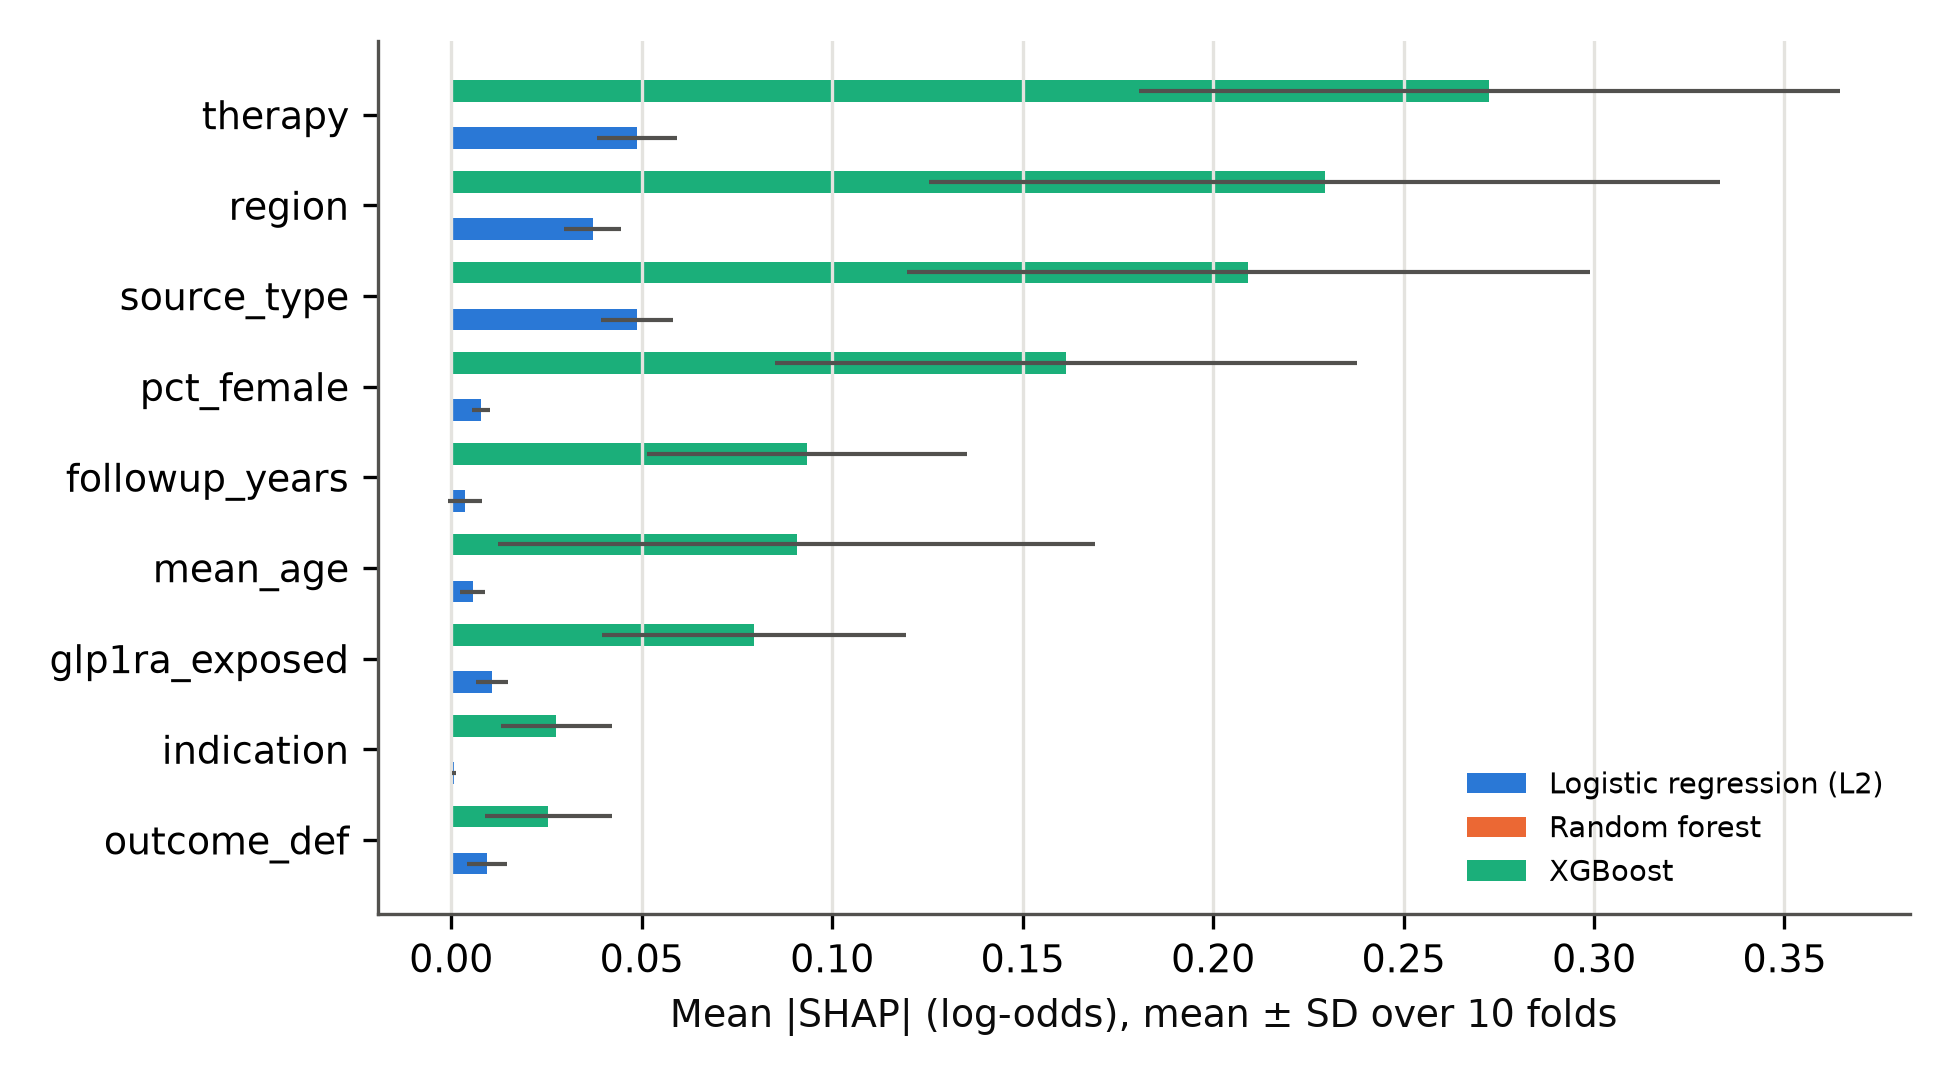 therapy
region
source_type
pct_female
followup_years
mean_age
glp1ra_exposed
indication
outcome_def
Logistic regression (L2)
Random forest
XGBoost
0.00 0.05 0.10 0.15 0.20 0.25 0.30 0.35
Mean |SHAP| (log-odds), mean ± SD over 10 folds